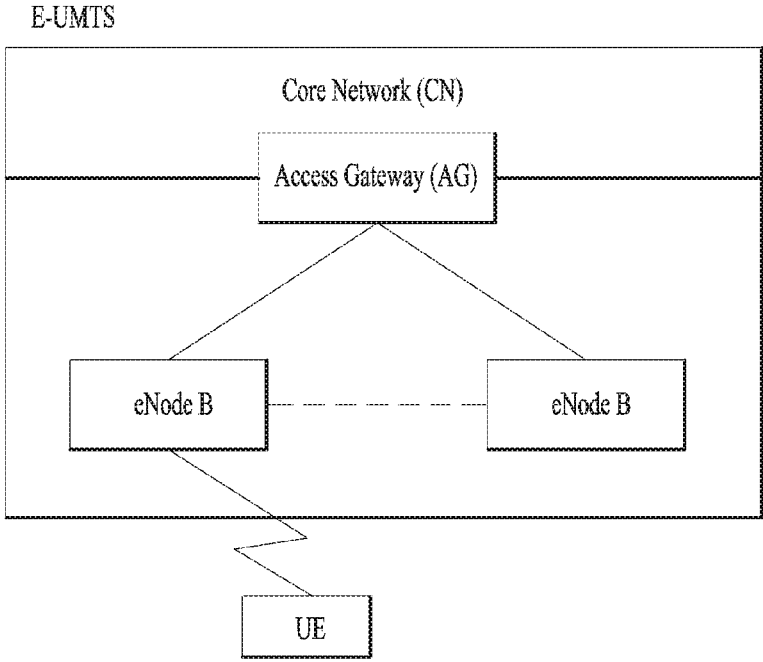 E-UMTS
Core Network (CN)
Access Gateway (AG)
eNode B
eNode B
UE